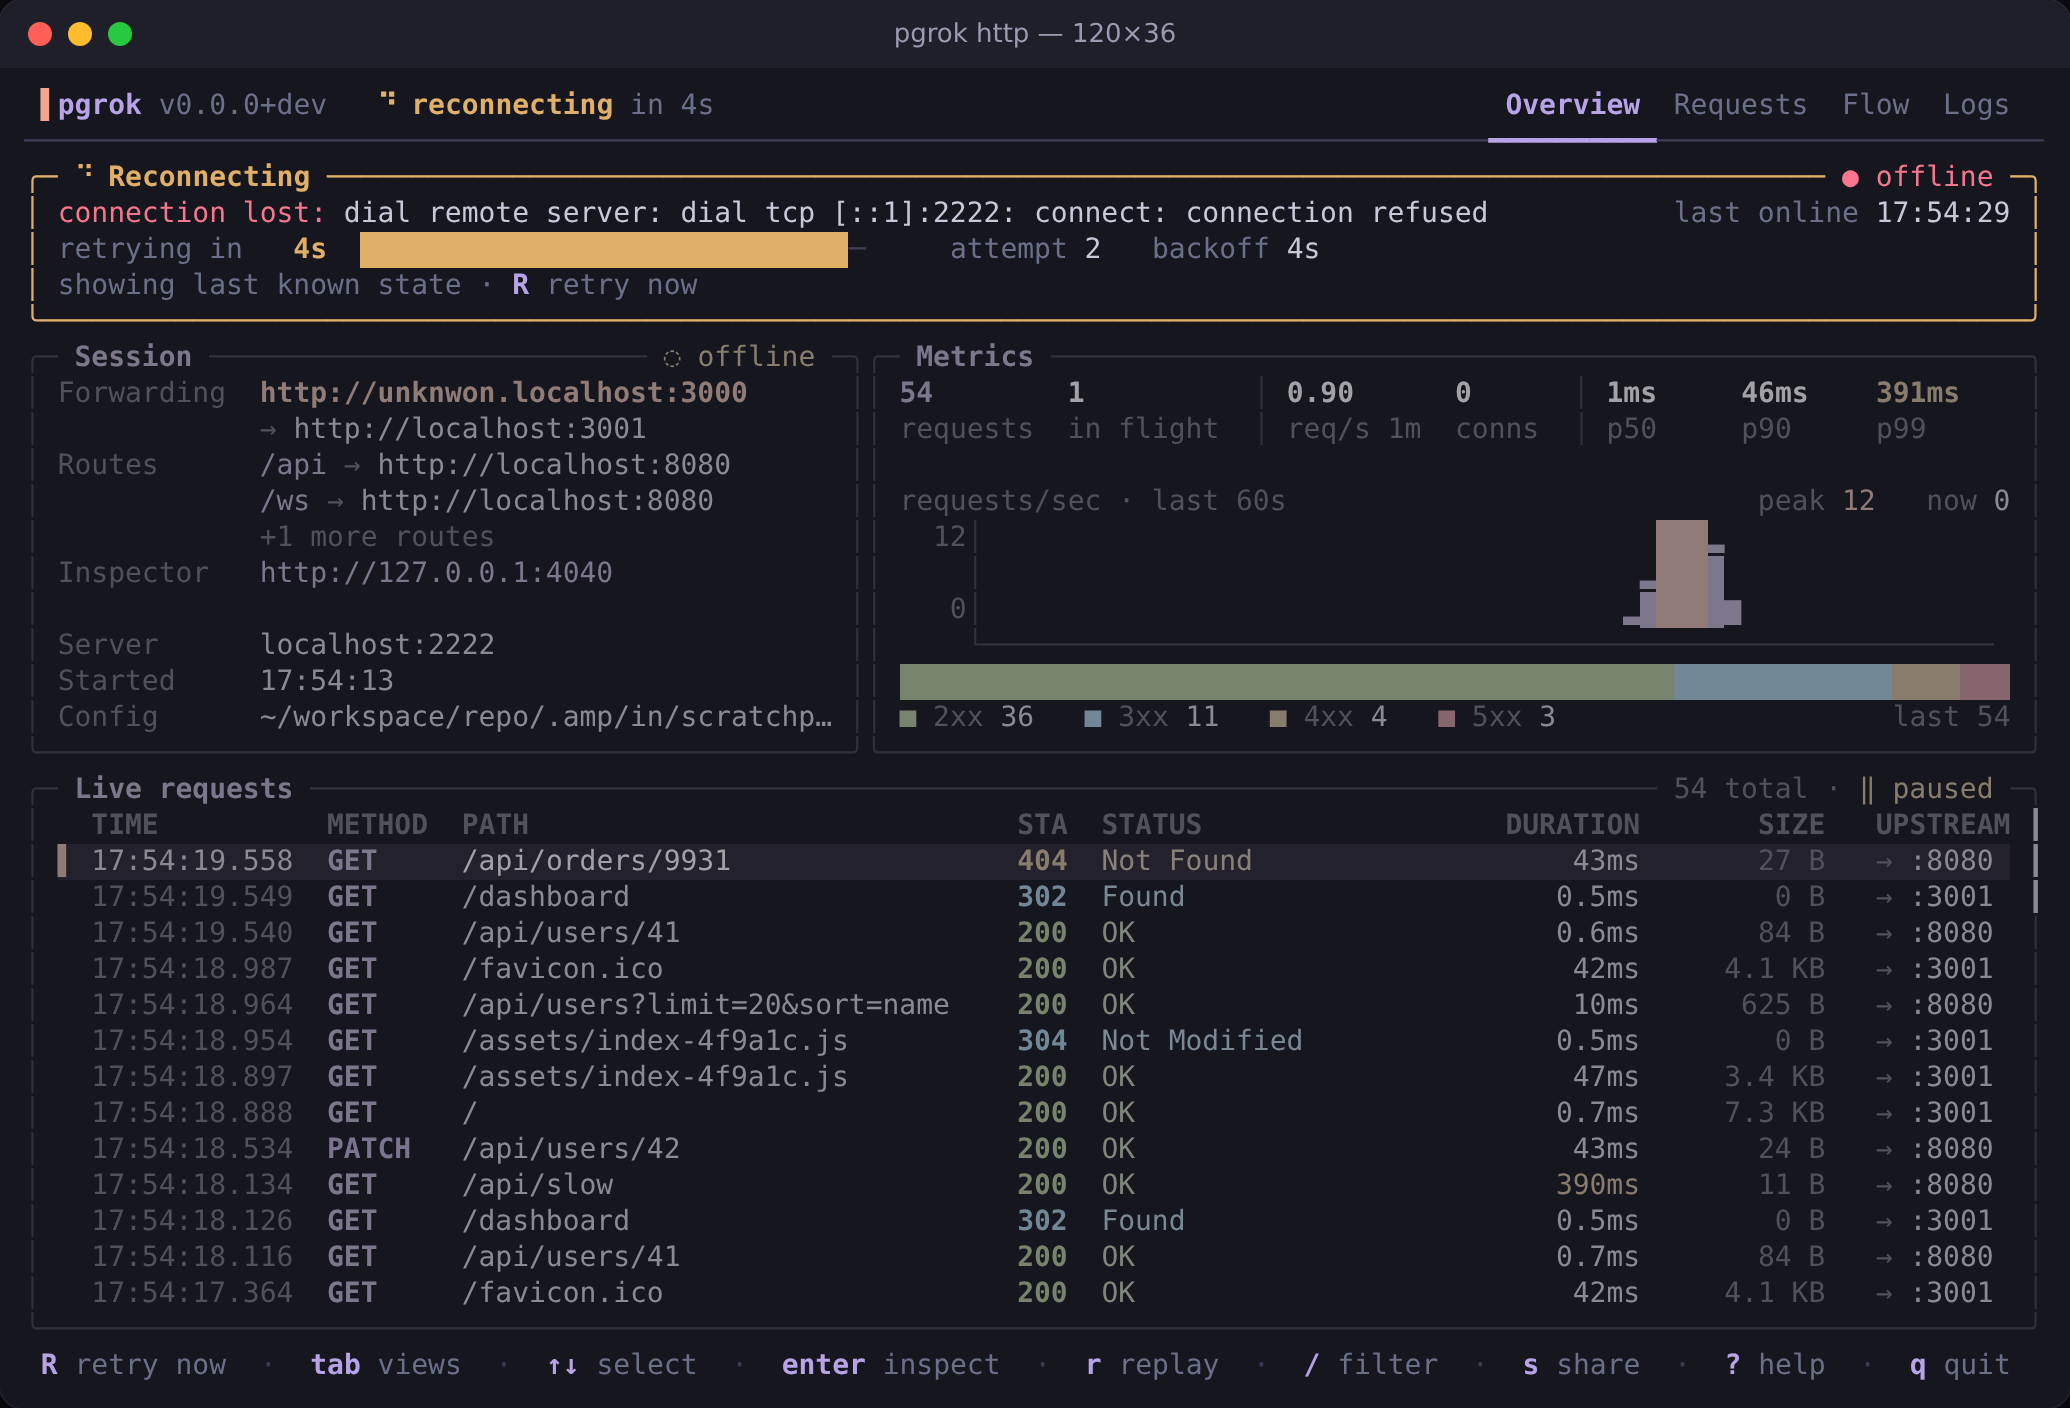 pgrok http — 120×36
pgrok v0.0.0+dev reconnecting in 4s Overview Requests Flow Logs
Reconnecting ● offline
connection lost: dial remote server: dial tcp [::1]:2222: connect: connection refused last online 17:54:29
retrying in 4s attempt 2 backoff 4s
showing last known state · R retry now
Session offline
Forwarding http://unknwon.localhost:3000
→ http://localhost:3001
Routes /api → http://localhost:8080
/ws → http://localhost:8080
+1 more routes
Inspector http://127.0.0.1:4040
Server localhost:2222
Started 17:54:13
Config ~/workspace/repo/.amp/in/scratchp…
Metrics
54 1 0.90 0 1ms 46ms 391ms
requests in flight req/s 1m conns p50 p90 p99
requests/sec · last 60s peak 12 now 0
12
0
2xx 36 3xx 11 4xx 4 5xx 3 last 54
Live requests 54 total · ‖ paused
TIME METHOD PATH STA STATUS DURATION SIZE UPSTREAM
17:54:19.558 GET /api/orders/9931 404 Not Found 43ms 27 B → :8080
17:54:19.549 GET /dashboard 302 Found 0.5ms 0 B → :3001
17:54:19.540 GET /api/users/41 200 OK 0.6ms 84 B → :8080
17:54:18.987 GET /favicon.ico 200 OK 42ms 4.1 KB → :3001
17:54:18.964 GET /api/users?limit=20&sort=name 200 OK 10ms 625 B → :8080
17:54:18.954 GET /assets/index-4f9a1c.js 304 Not Modified 0.5ms 0 B → :3001
17:54:18.897 GET /assets/index-4f9a1c.js 200 OK 47ms 3.4 KB → :3001
17:54:18.888 GET / 200 OK 0.7ms 7.3 KB → :3001
17:54:18.534 PATCH /api/users/42 200 OK 43ms 24 B → :8080
17:54:18.134 GET /api/slow 200 OK 390ms 11 B → :8080
17:54:18.126 GET /dashboard 302 Found 0.5ms 0 B → :3001
17:54:18.116 GET /api/users/41 200 OK 0.7ms 84 B → :8080
17:54:17.364 GET /favicon.ico 200 OK 42ms 4.1 KB → :3001
R retry now · tab views · ↑↓ select · enter inspect · r replay · / filter · s share · ? help · q quit